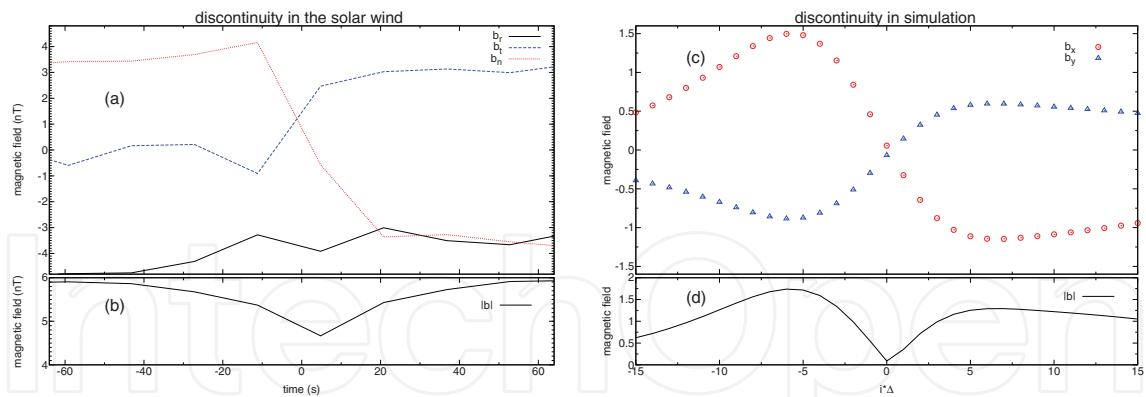 discontinuity in the solar wind
b_r
b_t
b_n
(a)
magnetic field (nT)
4
3
2
1
0
-1
-2
-3
-4
(b)
|b|
magnetic field (nT)
6
5
4
-60 -40 -20 0 20 40 60
time (s)
discontinuity in simulation
(c)
b_x
b_y
magnetic field
1.5
1
0.5
0
-0.5
-1
-1.5
(d)
|b|
magnetic field
2
1.5
1
0.5
0
-15 -10 -5 0 5 10 15
i*Δ
IntechOpen